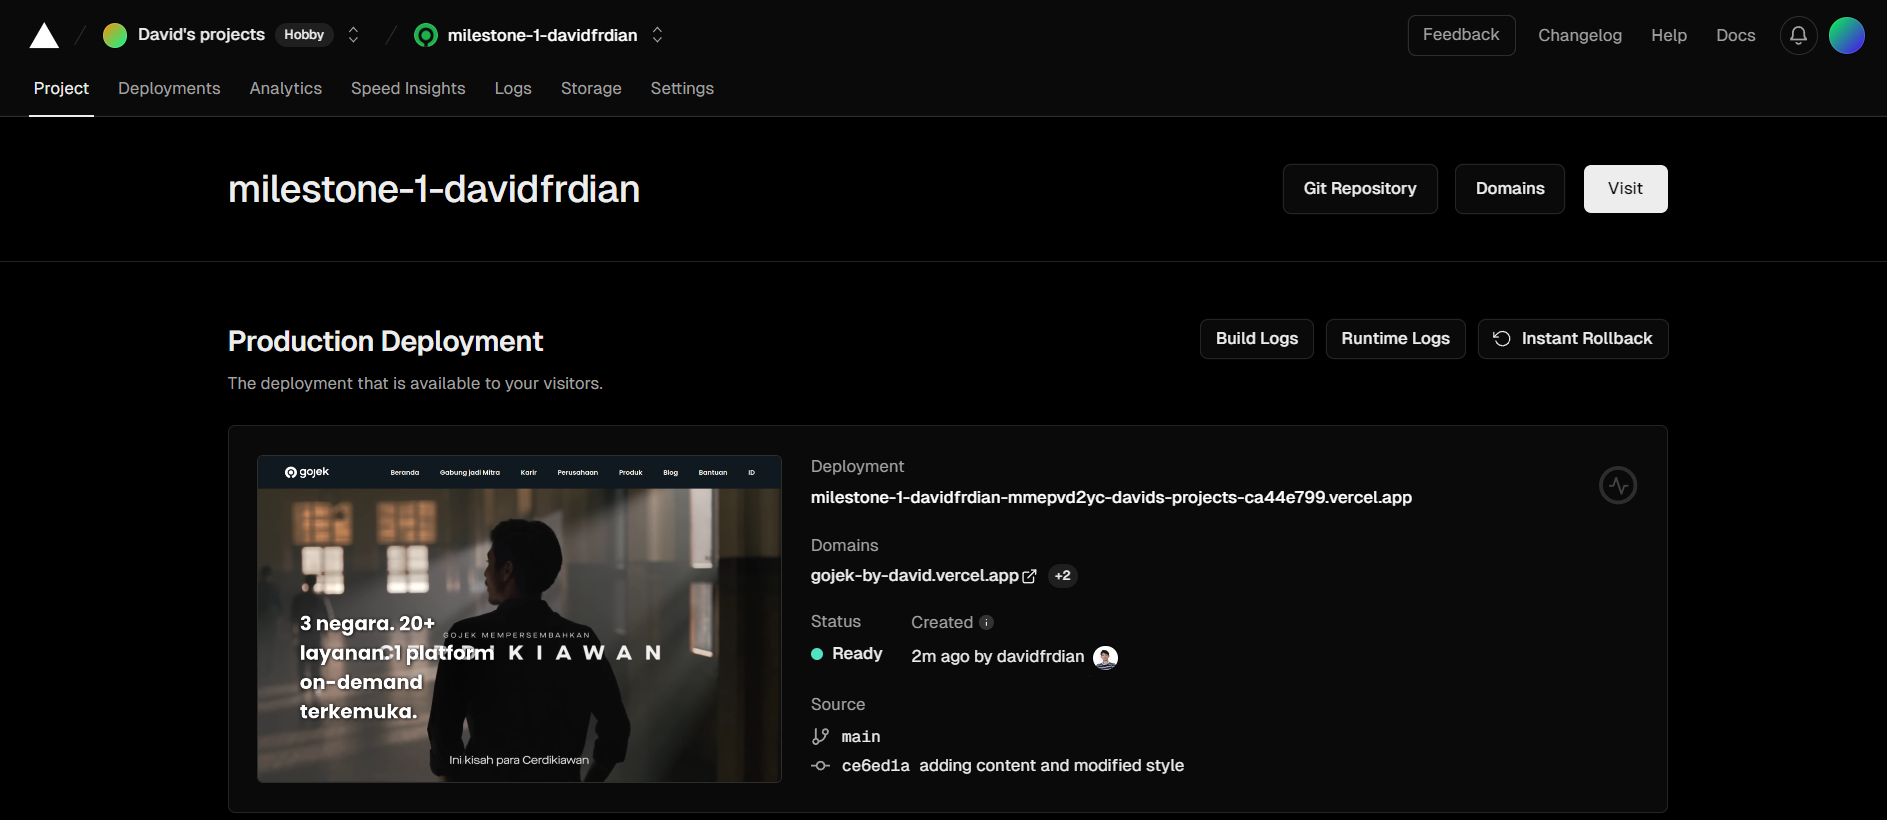 David's projects Hobby milestone-1-davidfrdian Feedback Changelog Help Docs
Project Deployments Analytics Speed Insights Logs Storage Settings
milestone-1-davidfrdian Git Repository Domains Visit
Production Deployment Build Logs Runtime Logs Instant Rollback
The deployment that is available to your visitors.
gojek Beranda Gabung jadi Mitra Karir Perusahaan Produk Blog Bantuan ID
3 negara. 20+
layanan. 1 platform
on-demand
terkemuka.
GOJEK MEMPERSEMBAHKAN
CERDIKIAWAN
Ini kisah para Cerdikiawan
Deployment
milestone-1-davidfrdian-mmepvd2yc-davids-projects-ca44e799.vercel.app
Domains
gojek-by-david.vercel.app +2
Status Created
Ready 2m ago by davidfrdian
Source
main
ce6ed1a adding content and modified style